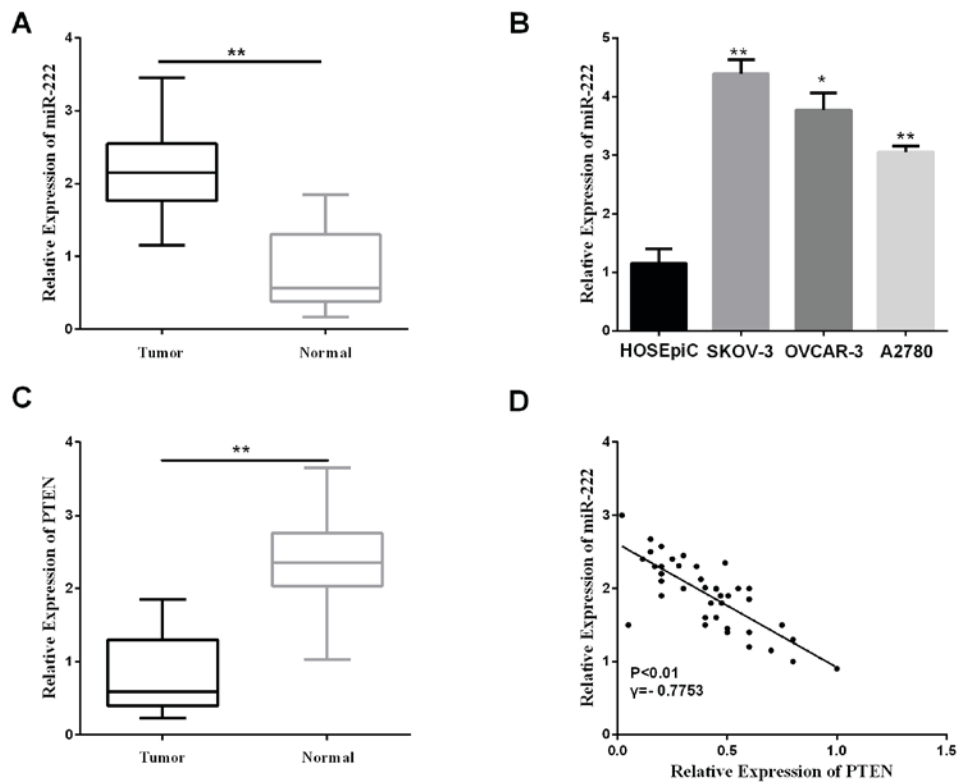 A
Relative Expression of miR-222
4
3
2
1
0
**
Tumor Normal
B
Relative Expression of miR-222
5
4
3
2
1
0
**
*
**
HOSEpiC SKOV-3 OVCAR-3 A2780
C
Relative Expression of PTEN
4
3
2
1
0
**
Tumor Normal
D
Relative Expression of miR-222
4
3
2
1
0
P<0.01
γ=- 0.7753
0.0 0.5 1.0 1.5
Relative Expression of PTEN